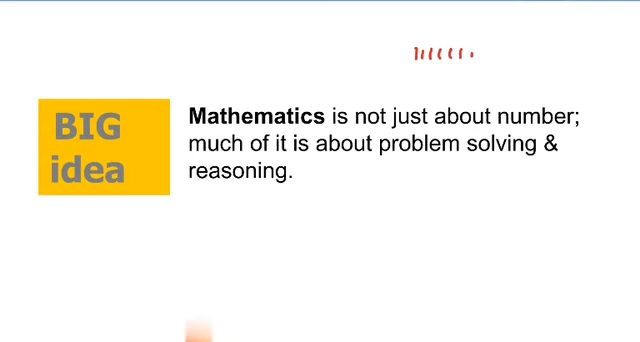 BIG
idea
Mathematics is not just about number;
much of it is about problem solving &
reasoning.